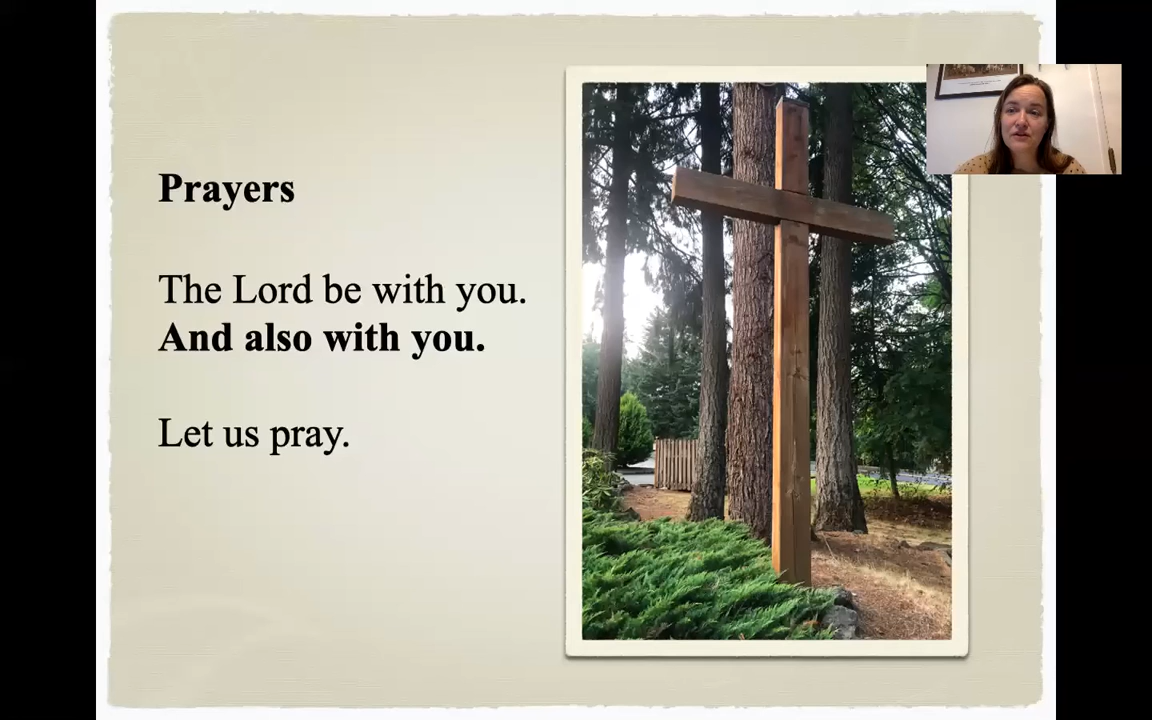 Prayers
The Lord be with you.
And also with you.
Let us pray.